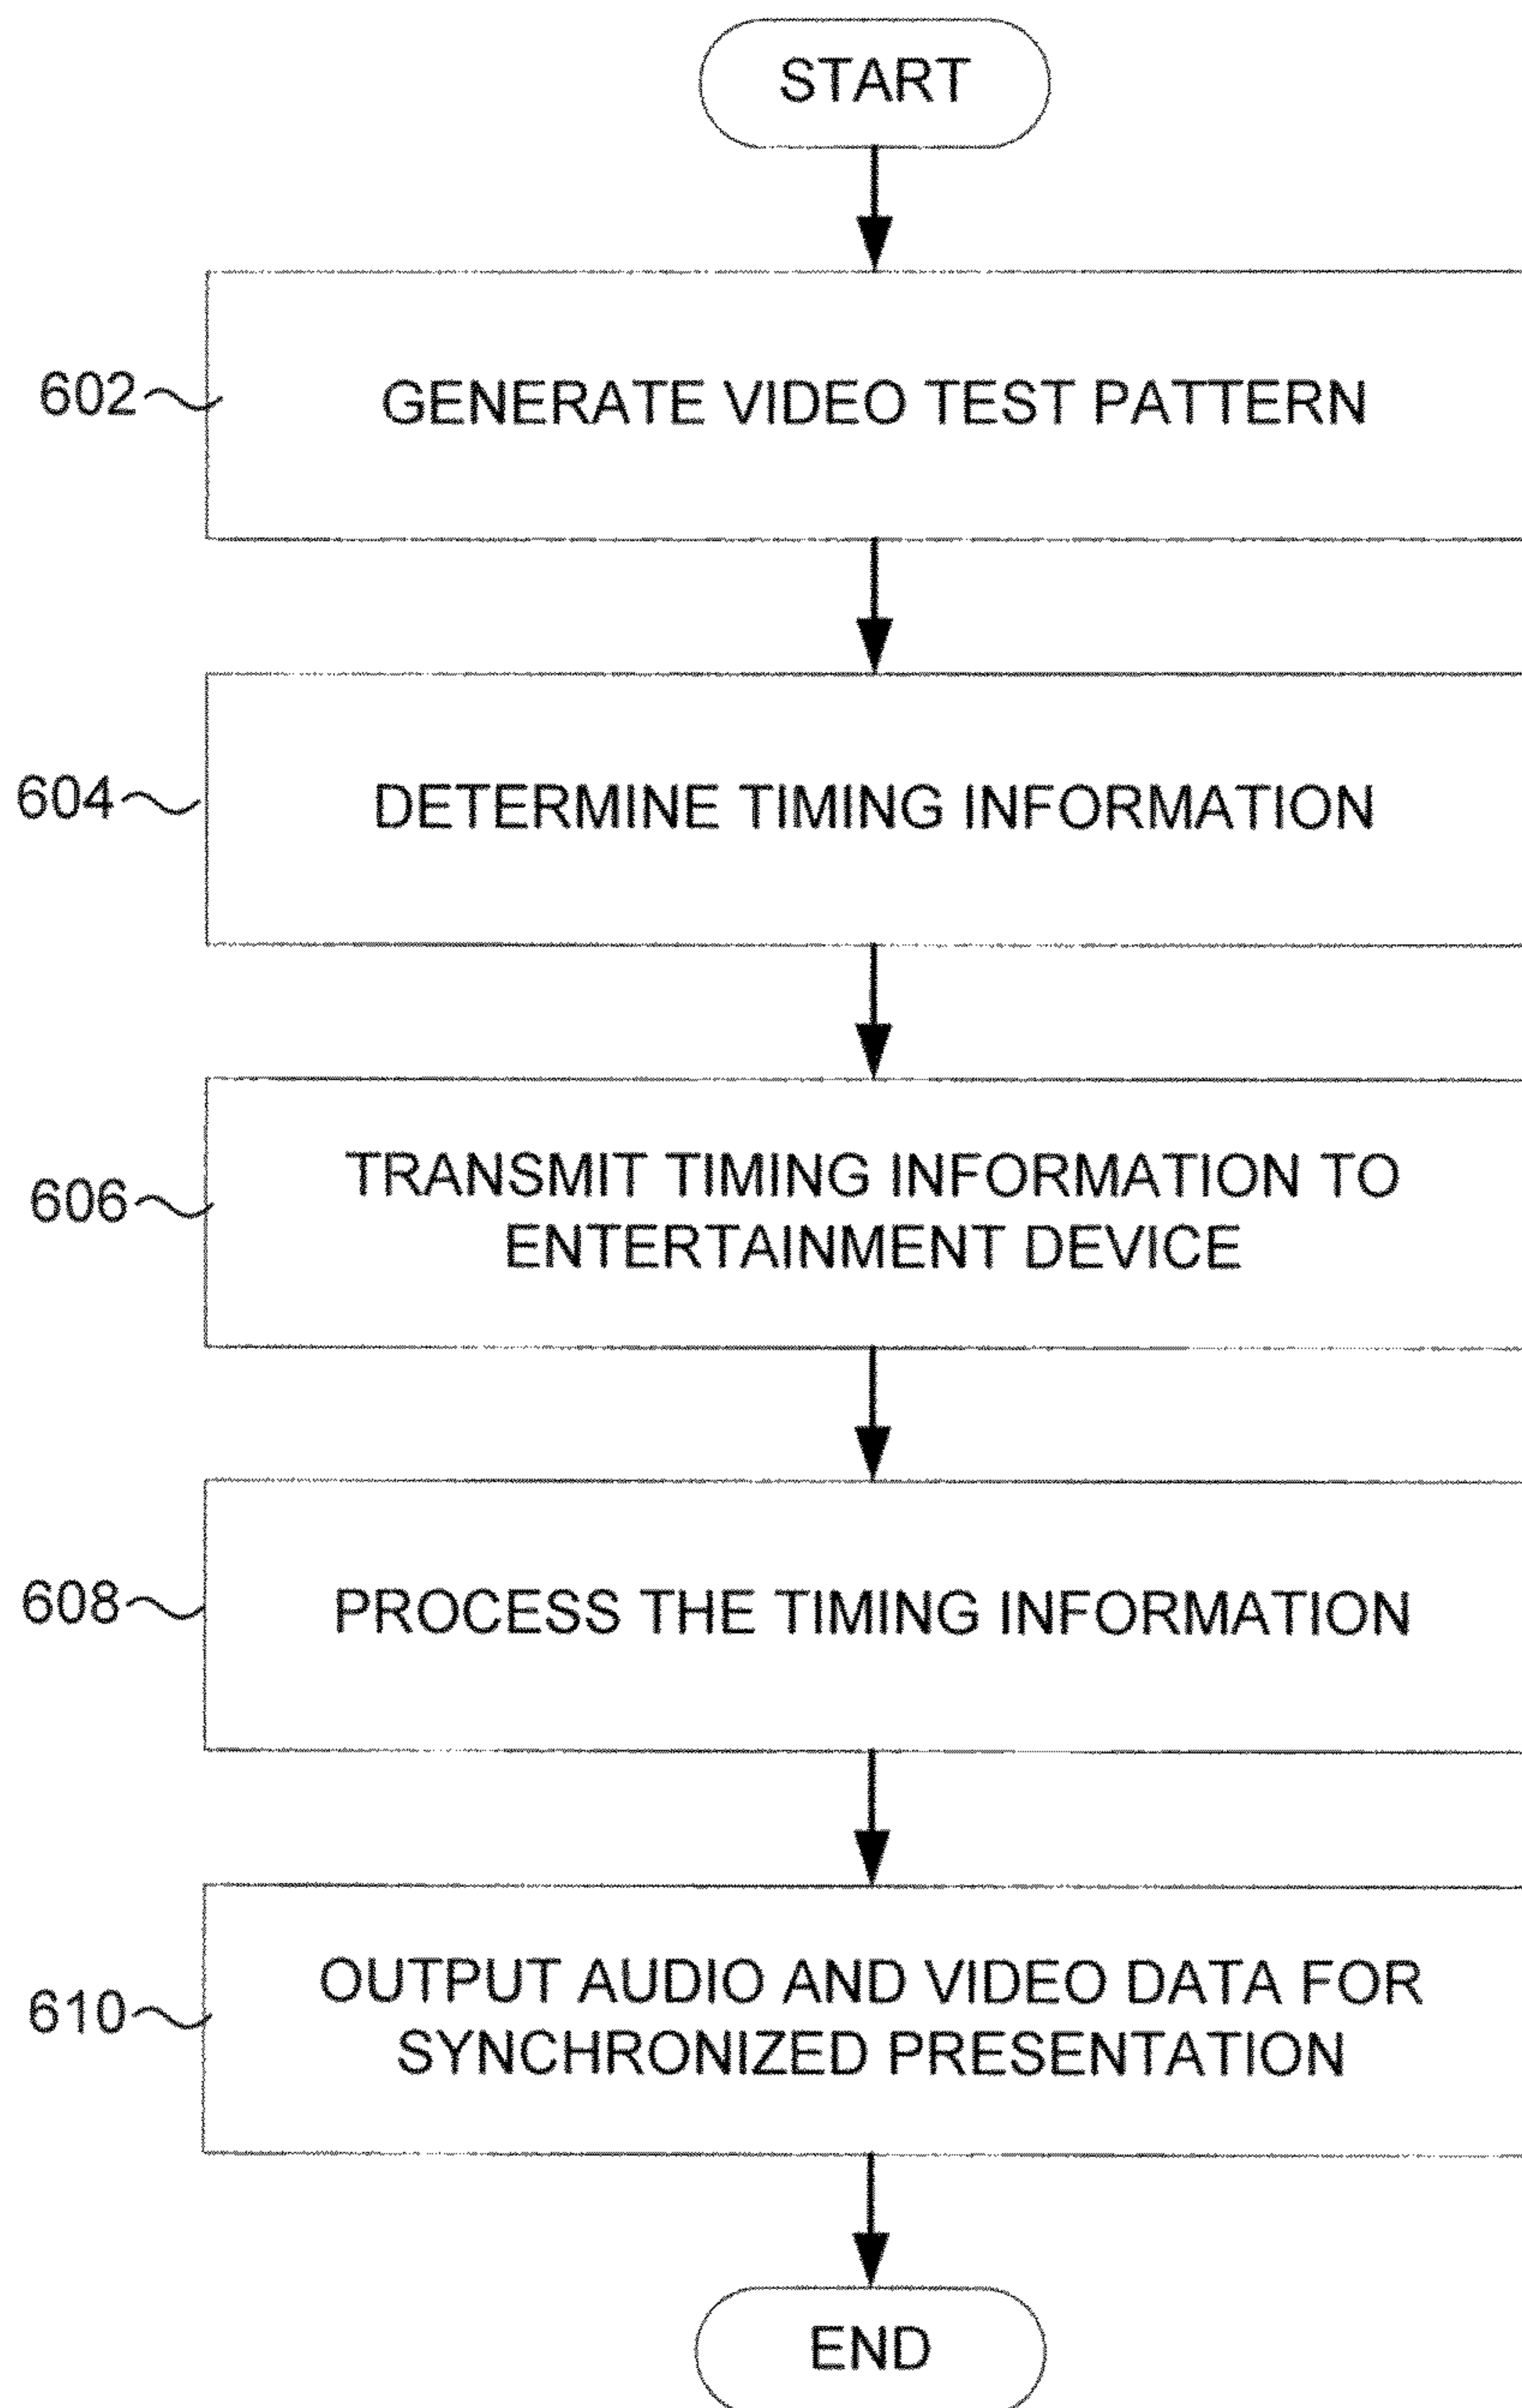 START
602
GENERATE VIDEO TEST PATTERN
604
DETERMINE TIMING INFORMATION
606
TRANSMIT TIMING INFORMATION TO
ENTERTAINMENT DEVICE
608
PROCESS THE TIMING INFORMATION
610
OUTPUT AUDIO AND VIDEO DATA FOR
SYNCHRONIZED PRESENTATION
END